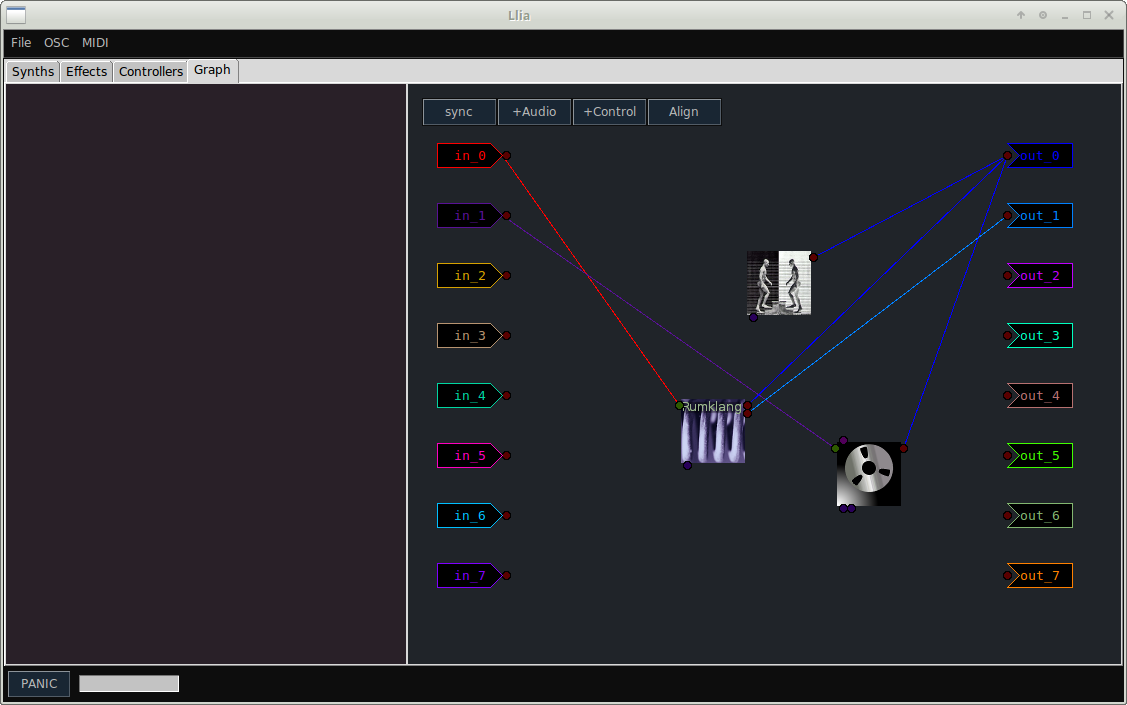 Llia
File OSC MIDI
Synths Effects Controllers Graph
sync +Audio +Control Align
in_0 out_0
in_1 out_1
in_2 out_2
in_3 out_3
in_4 out_4
Rumklang
in_5 out_5
in_6 out_6
in_7 out_7
PANIC